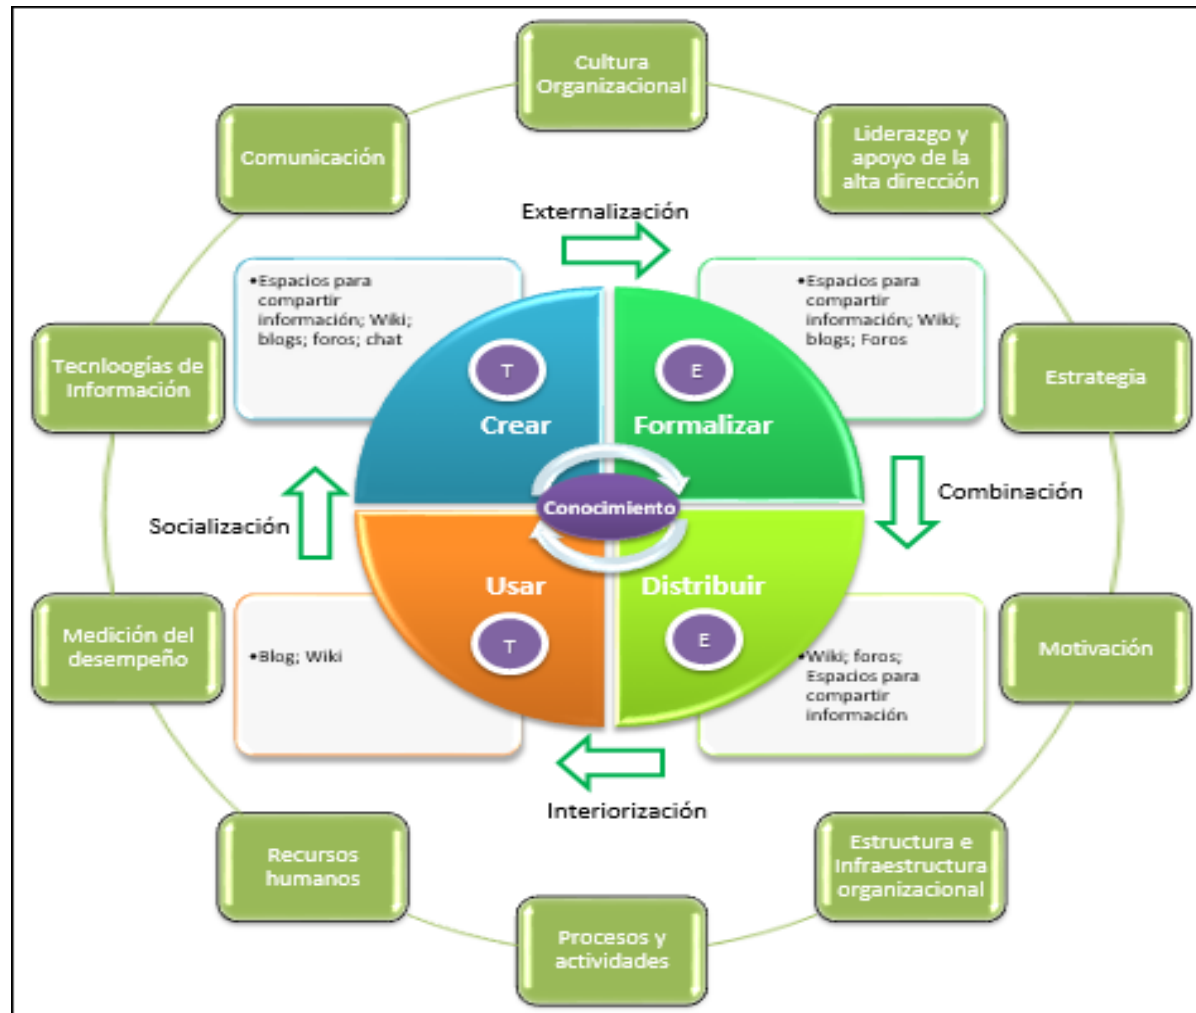 Cultura
Organizacional
Comunicación
Liderazgo y
apoyo de la
alta dirección
Externalización
•Espacios para
compartir
información; Wiki;
blogs; foros; chat
•Espacios para
compartir
información; Wiki;
blogs; Foros
Tecnloogías de
Información
T
E
Estrategia
Crear
Formalizar
Socialización
Conocimiento
Combinación
Usar
Distribuir
Medición del
desempeño
•Blog; Wiki
T
E
•Wiki; foros;
Espacios para
compartir
información
Motivación
Interiorización
Recursos
humanos
Estructura e
Infraestructura
organizacional
Procesos y
actividades